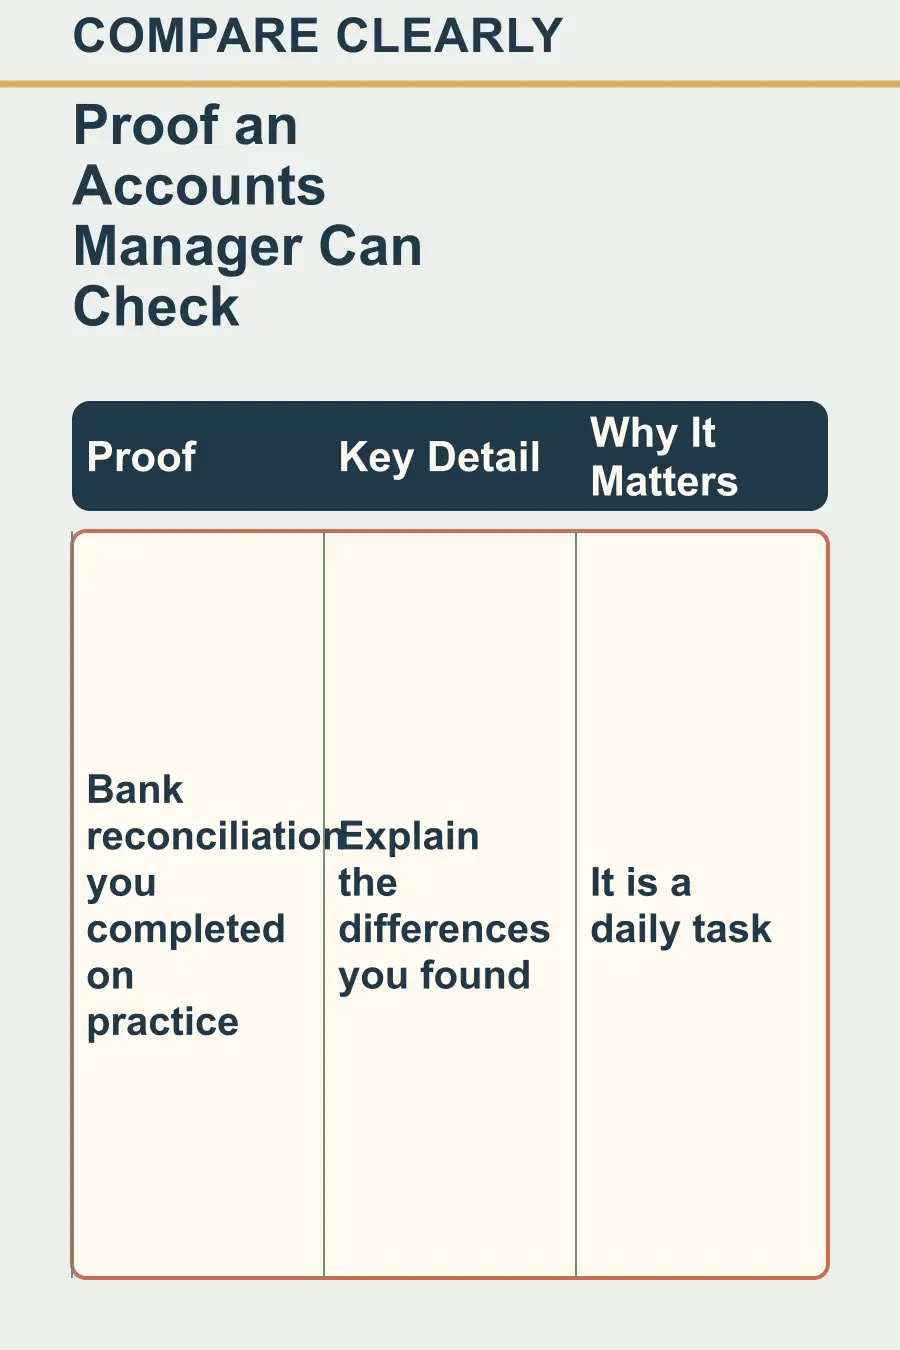 COMPARE CLEARLY
Proof an
Accounts
Manager Can
Check
Proof
Key Detail
Why It
Matters
Bank
reconciliation
you
completed
on
practice
Explain
the
differences
you found
It is a
daily task